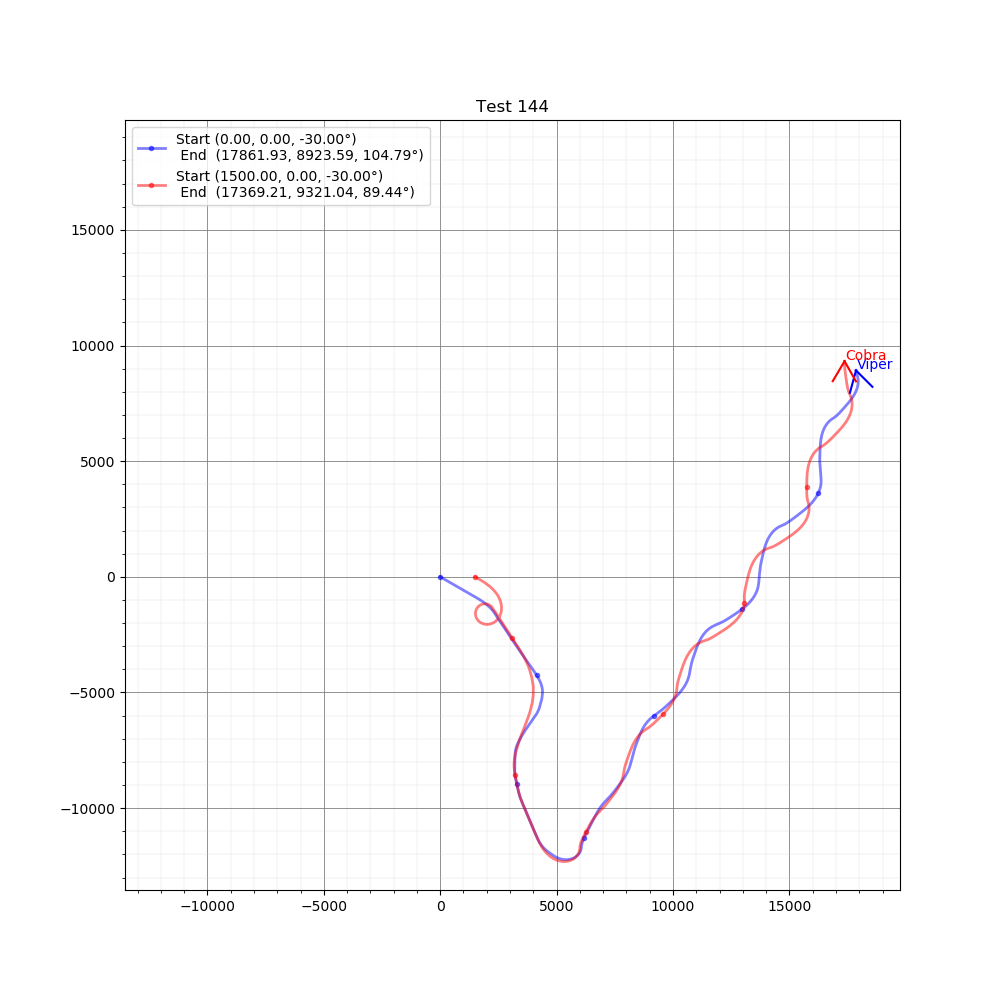 Test 144
Start (0.00, 0.00, -30.00°)
End  (17861.93, 8923.59, 104.79°)
Start (1500.00, 0.00, -30.00°)
End  (17369.21, 9321.04, 89.44°)
15000
10000
Cobra
Viper
5000
0
−5000
−10000
−10000
−5000
0
5000
10000
15000